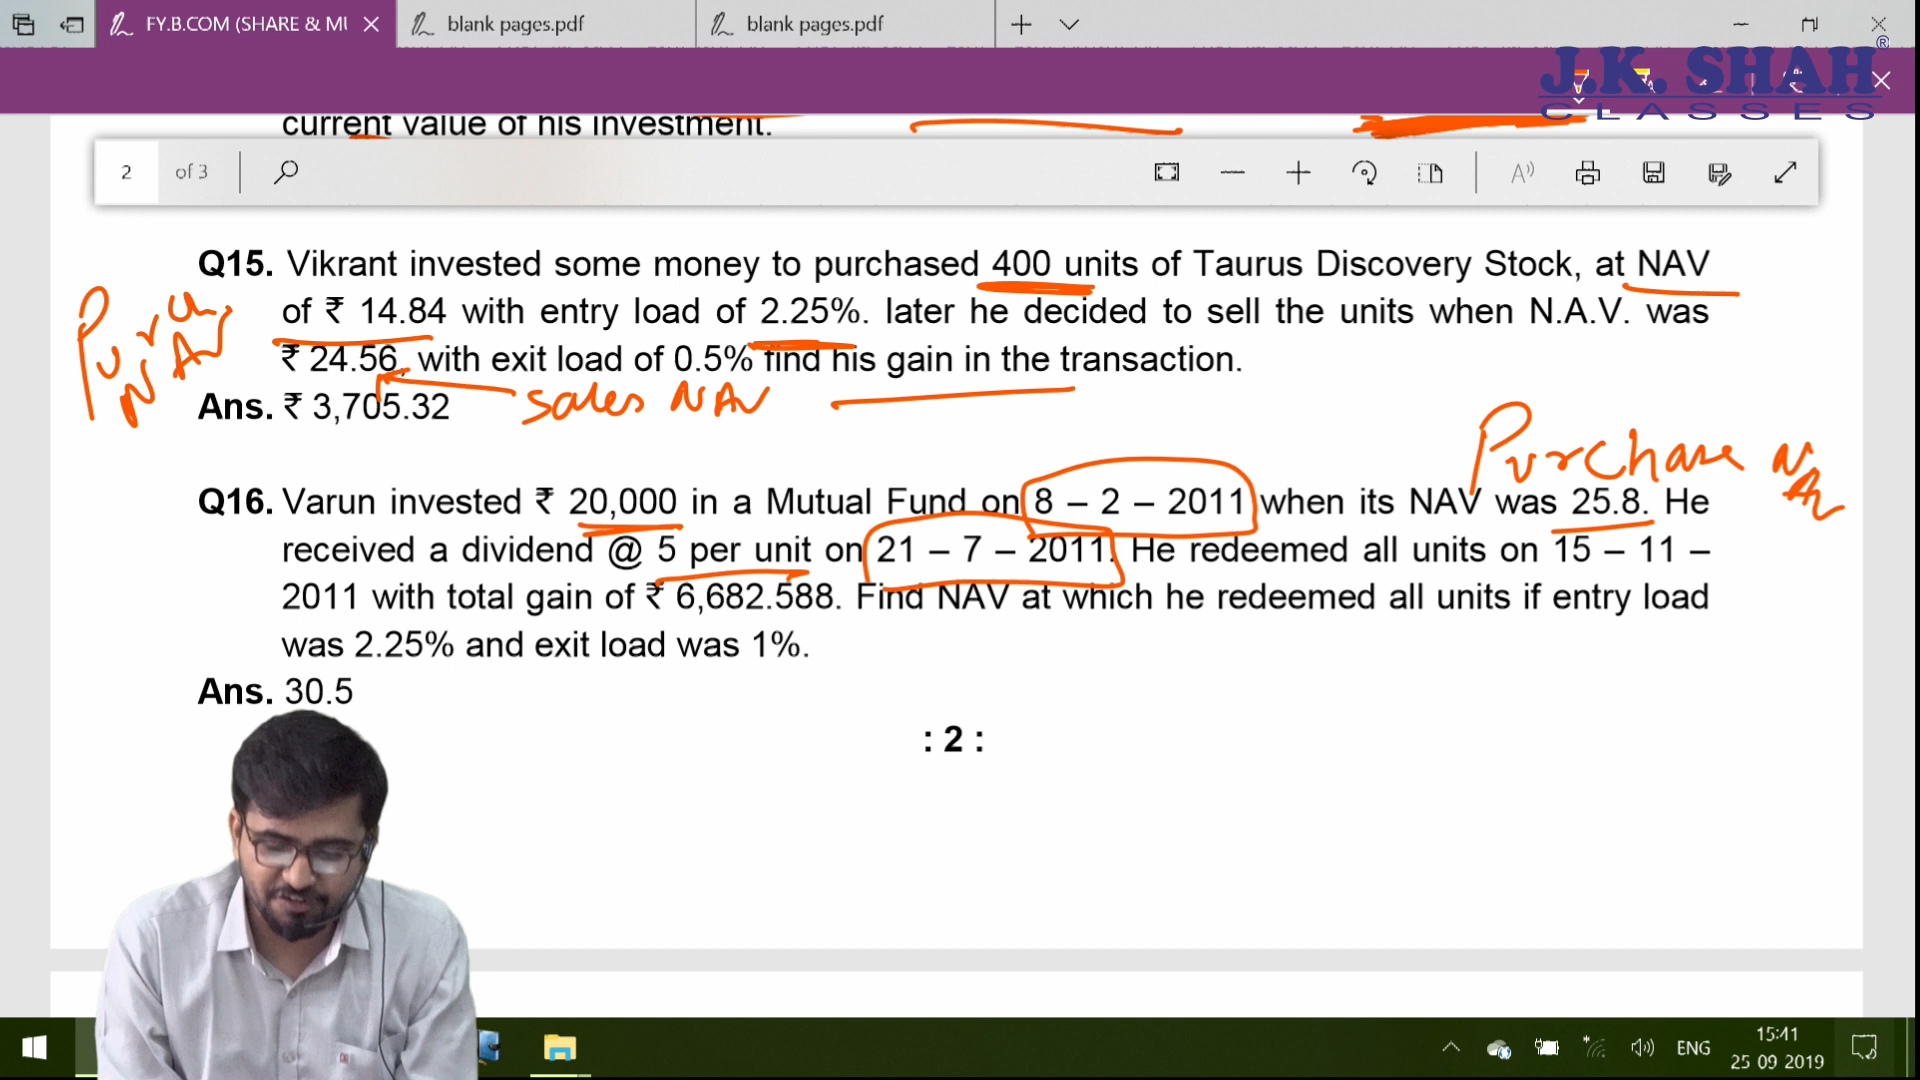 FY.B.COM (SHARE & MU
blank pages.pdf
blank pages.pdf
J.K. SHAH®
CLASSES
current value of his investment.
2 of 3
Q15. Vikrant invested some money to purchased 400 units of Taurus Discovery Stock, at NAV
of ₹ 14.84 with entry load of 2.25%. later he decided to sell the units when N.A.V. was
₹ 24.56, with exit load of 0.5% find his gain in the transaction.
Purch
NAV
Sales NAV
Ans. ₹ 3,705.32
Purchase NAV
Q16. Varun invested ₹ 20,000 in a Mutual Fund on 8 – 2 – 2011 when its NAV was 25.8. He
received a dividend @ 5 per unit on 21 – 7 – 2011. He redeemed all units on 15 – 11 –
2011 with total gain of ₹ 6,682.588. Find NAV at which he redeemed all units if entry load
was 2.25% and exit load was 1%.
Ans. 30.5
: 2 :
ENG
15:41
25 09 2019